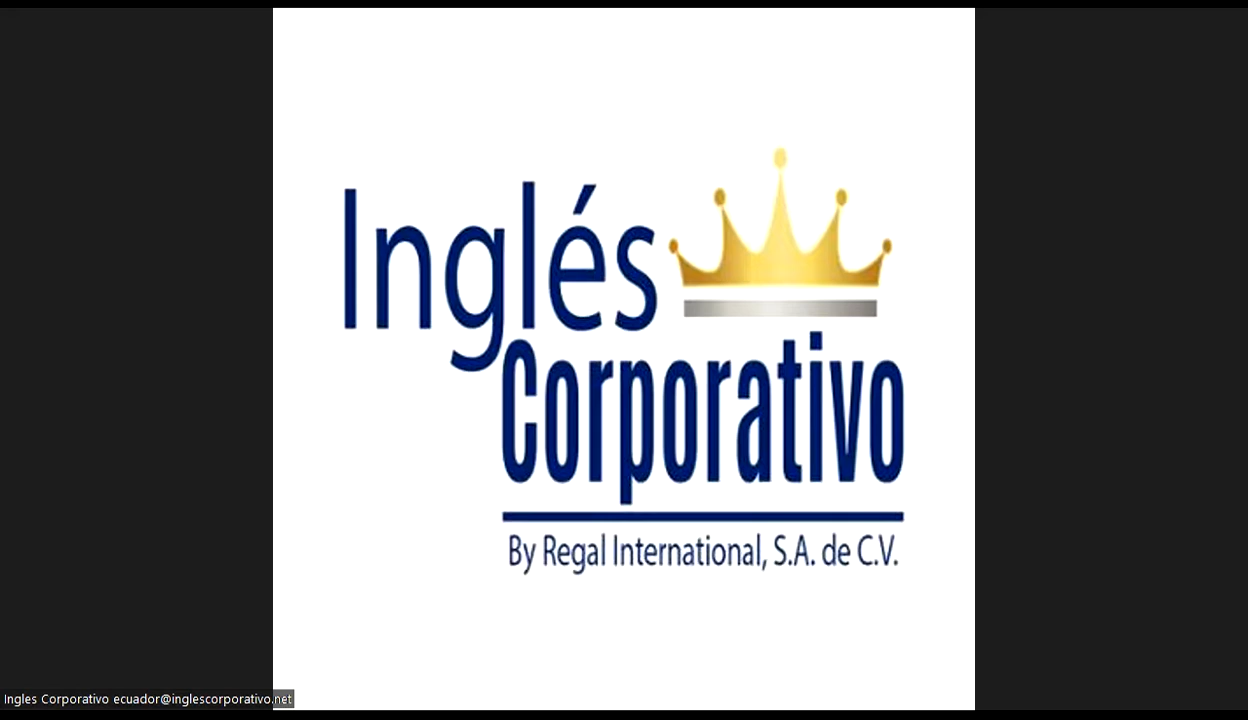 Inglés
Corporativo
By Regal International, S.A. de C.V.
Ingles Corporativo ecuador@inglescorporativo.net